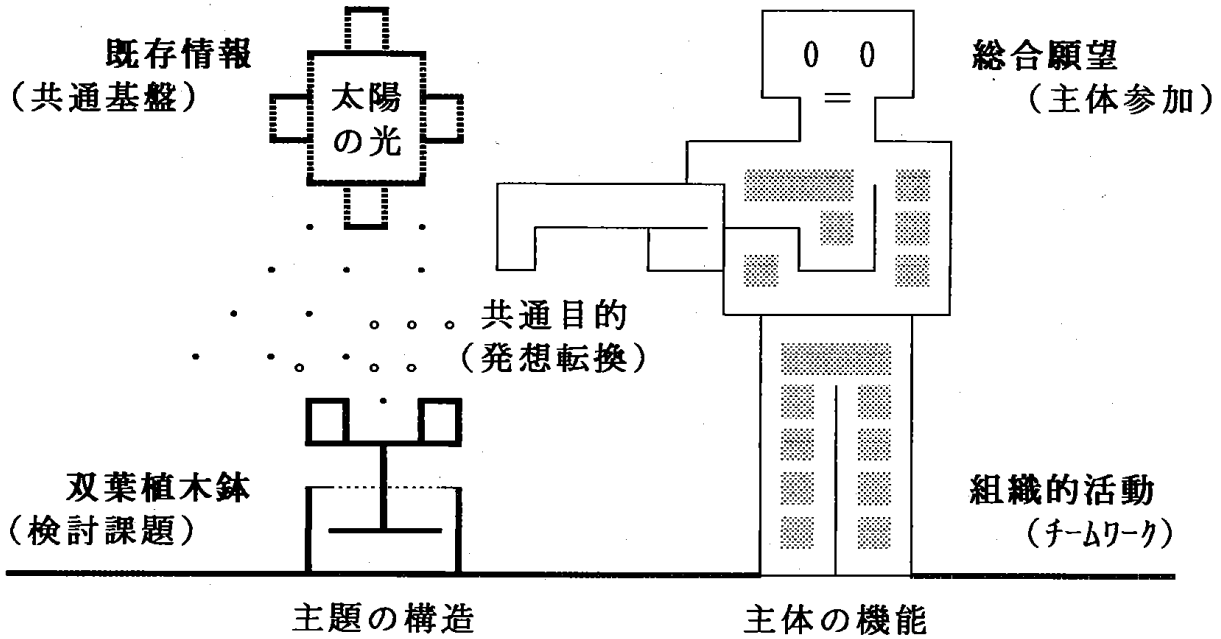 既存情報
(共通基盤)
太陽
の光
総合願望
(主体参加)
共通目的
(発想転換)
双葉植木鉢
(検討課題)
組織的活動
(チームワーク)
主題の構造
主体の機能